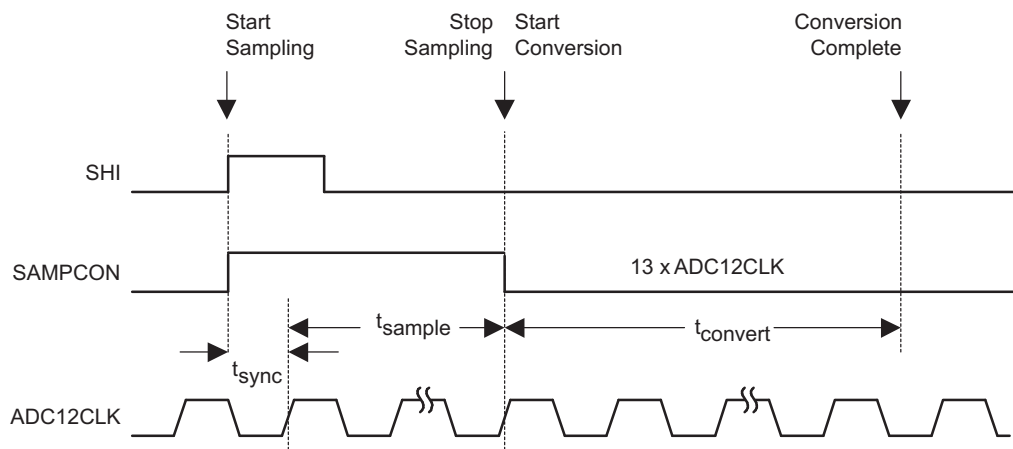 Start
Sampling
Stop
Sampling
Start
Conversion
Conversion
Complete
SHI
SAMPCON
13 x ADC12CLK
tsample
tconvert
tsync
ADC12CLK